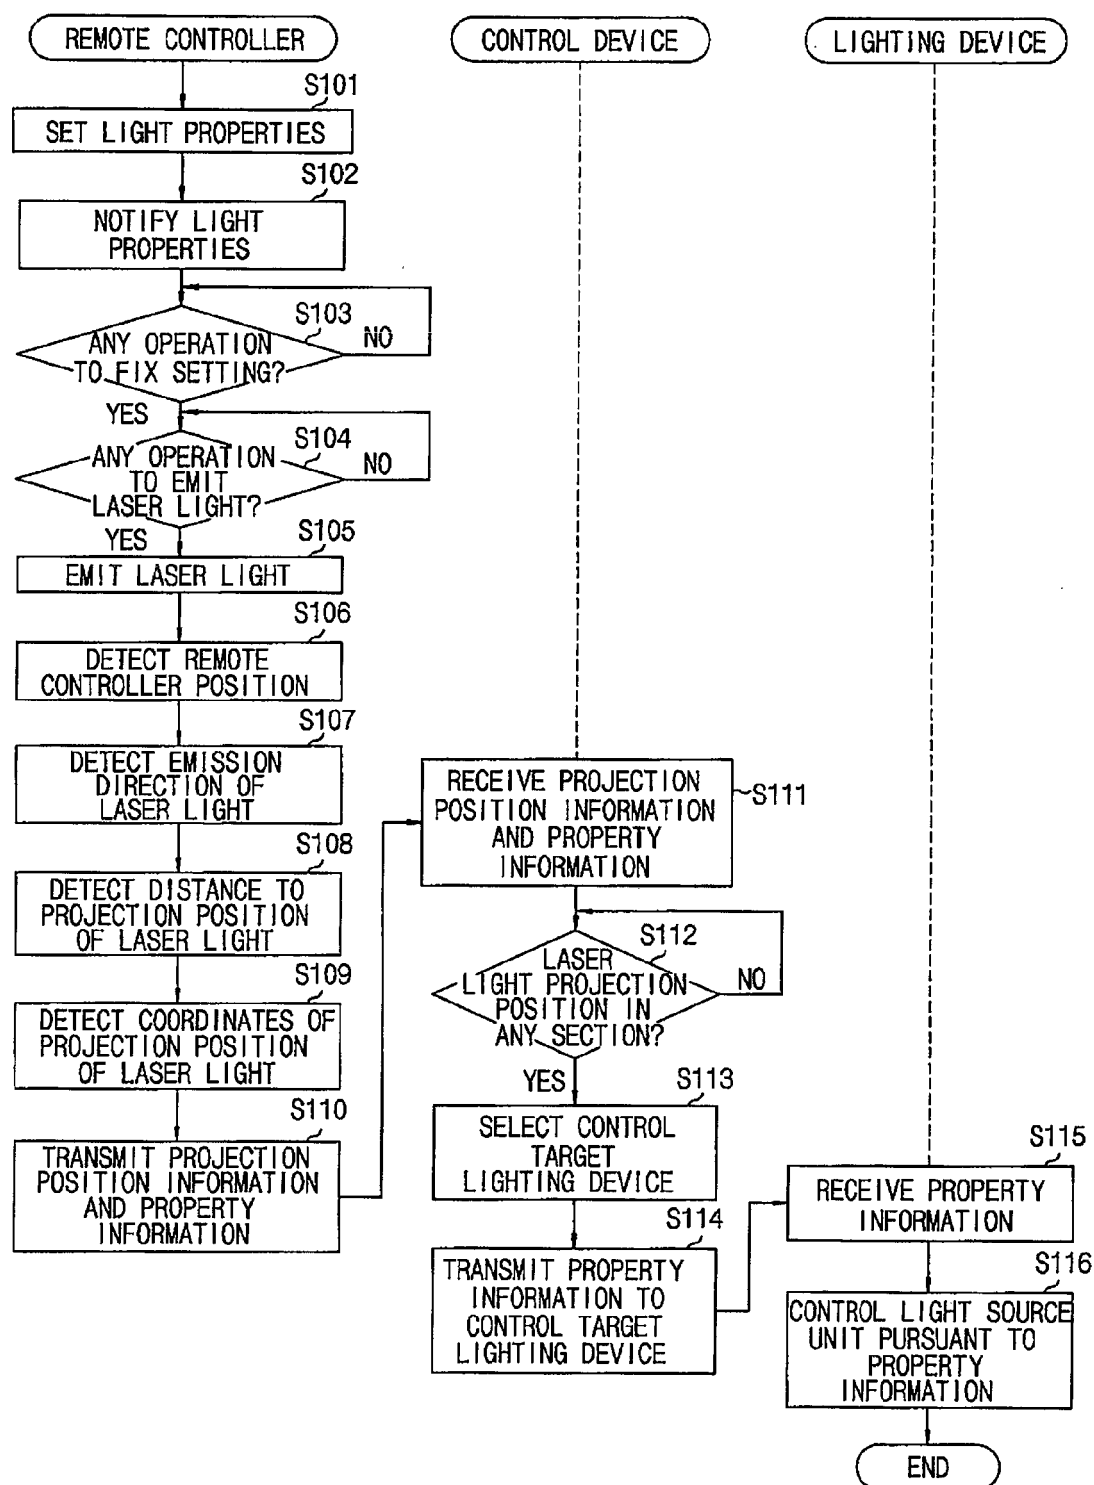 REMOTE CONTROLLER
S101
SET LIGHT PROPERTIES
S102
NOTIFY LIGHT
PROPERTIES
S103
ANY OPERATION
TO FIX SETTING?
NO
YES
S104
ANY OPERATION
TO EMIT
LASER LIGHT?
NO
YES
S105
EMIT LASER LIGHT
S106
DETECT REMOTE
CONTROLLER POSITION
S107
DETECT EMISSION
DIRECTION OF
LASER LIGHT
S108
DETECT DISTANCE TO
PROJECTION POSITION
OF LASER LIGHT
S109
DETECT COORDINATES OF
PROJECTION POSITION
OF LASER LIGHT
S110
TRANSMIT PROJECTION
POSITION INFORMATION
AND PROPERTY
INFORMATION
CONTROL DEVICE
RECEIVE PROJECTION
POSITION INFORMATION
AND PROPERTY
INFORMATION
S111
S112
LASER
LIGHT PROJECTION
POSITION IN
ANY SECTION?
NO
YES
S113
SELECT CONTROL
TARGET
LIGHTING DEVICE
S114
TRANSMIT PROPERTY
INFORMATION TO
CONTROL TARGET
LIGHTING DEVICE
LIGHTING DEVICE
S115
RECEIVE PROPERTY
INFORMATION
S116
CONTROL LIGHT SOURCE
UNIT PURSUANT TO
PROPERTY
INFORMATION
END